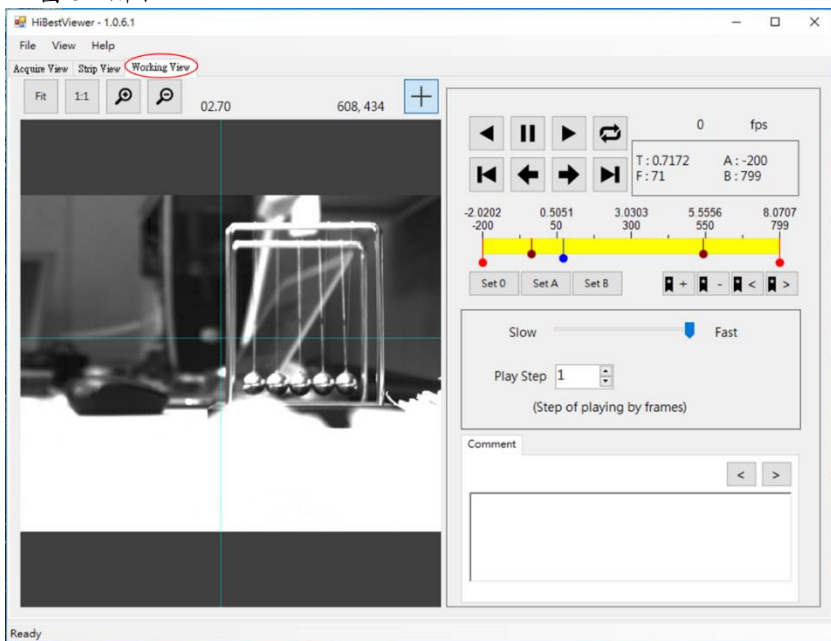 HiBestViewer - 1.0.6.1
File View Help
Acquire View Strip View Working View
Fit 1:1 02.70 608, 434
0 fps
T : 0.7172 A : -200
F : 71 B : 799
-2.0202 0.5051 3.0303 5.5556 8.0707
-200 50 300 550 799
Set 0 Set A Set B + - < >
Slow Fast
Play Step 1
(Step of playing by frames)
Comment
< >
Ready